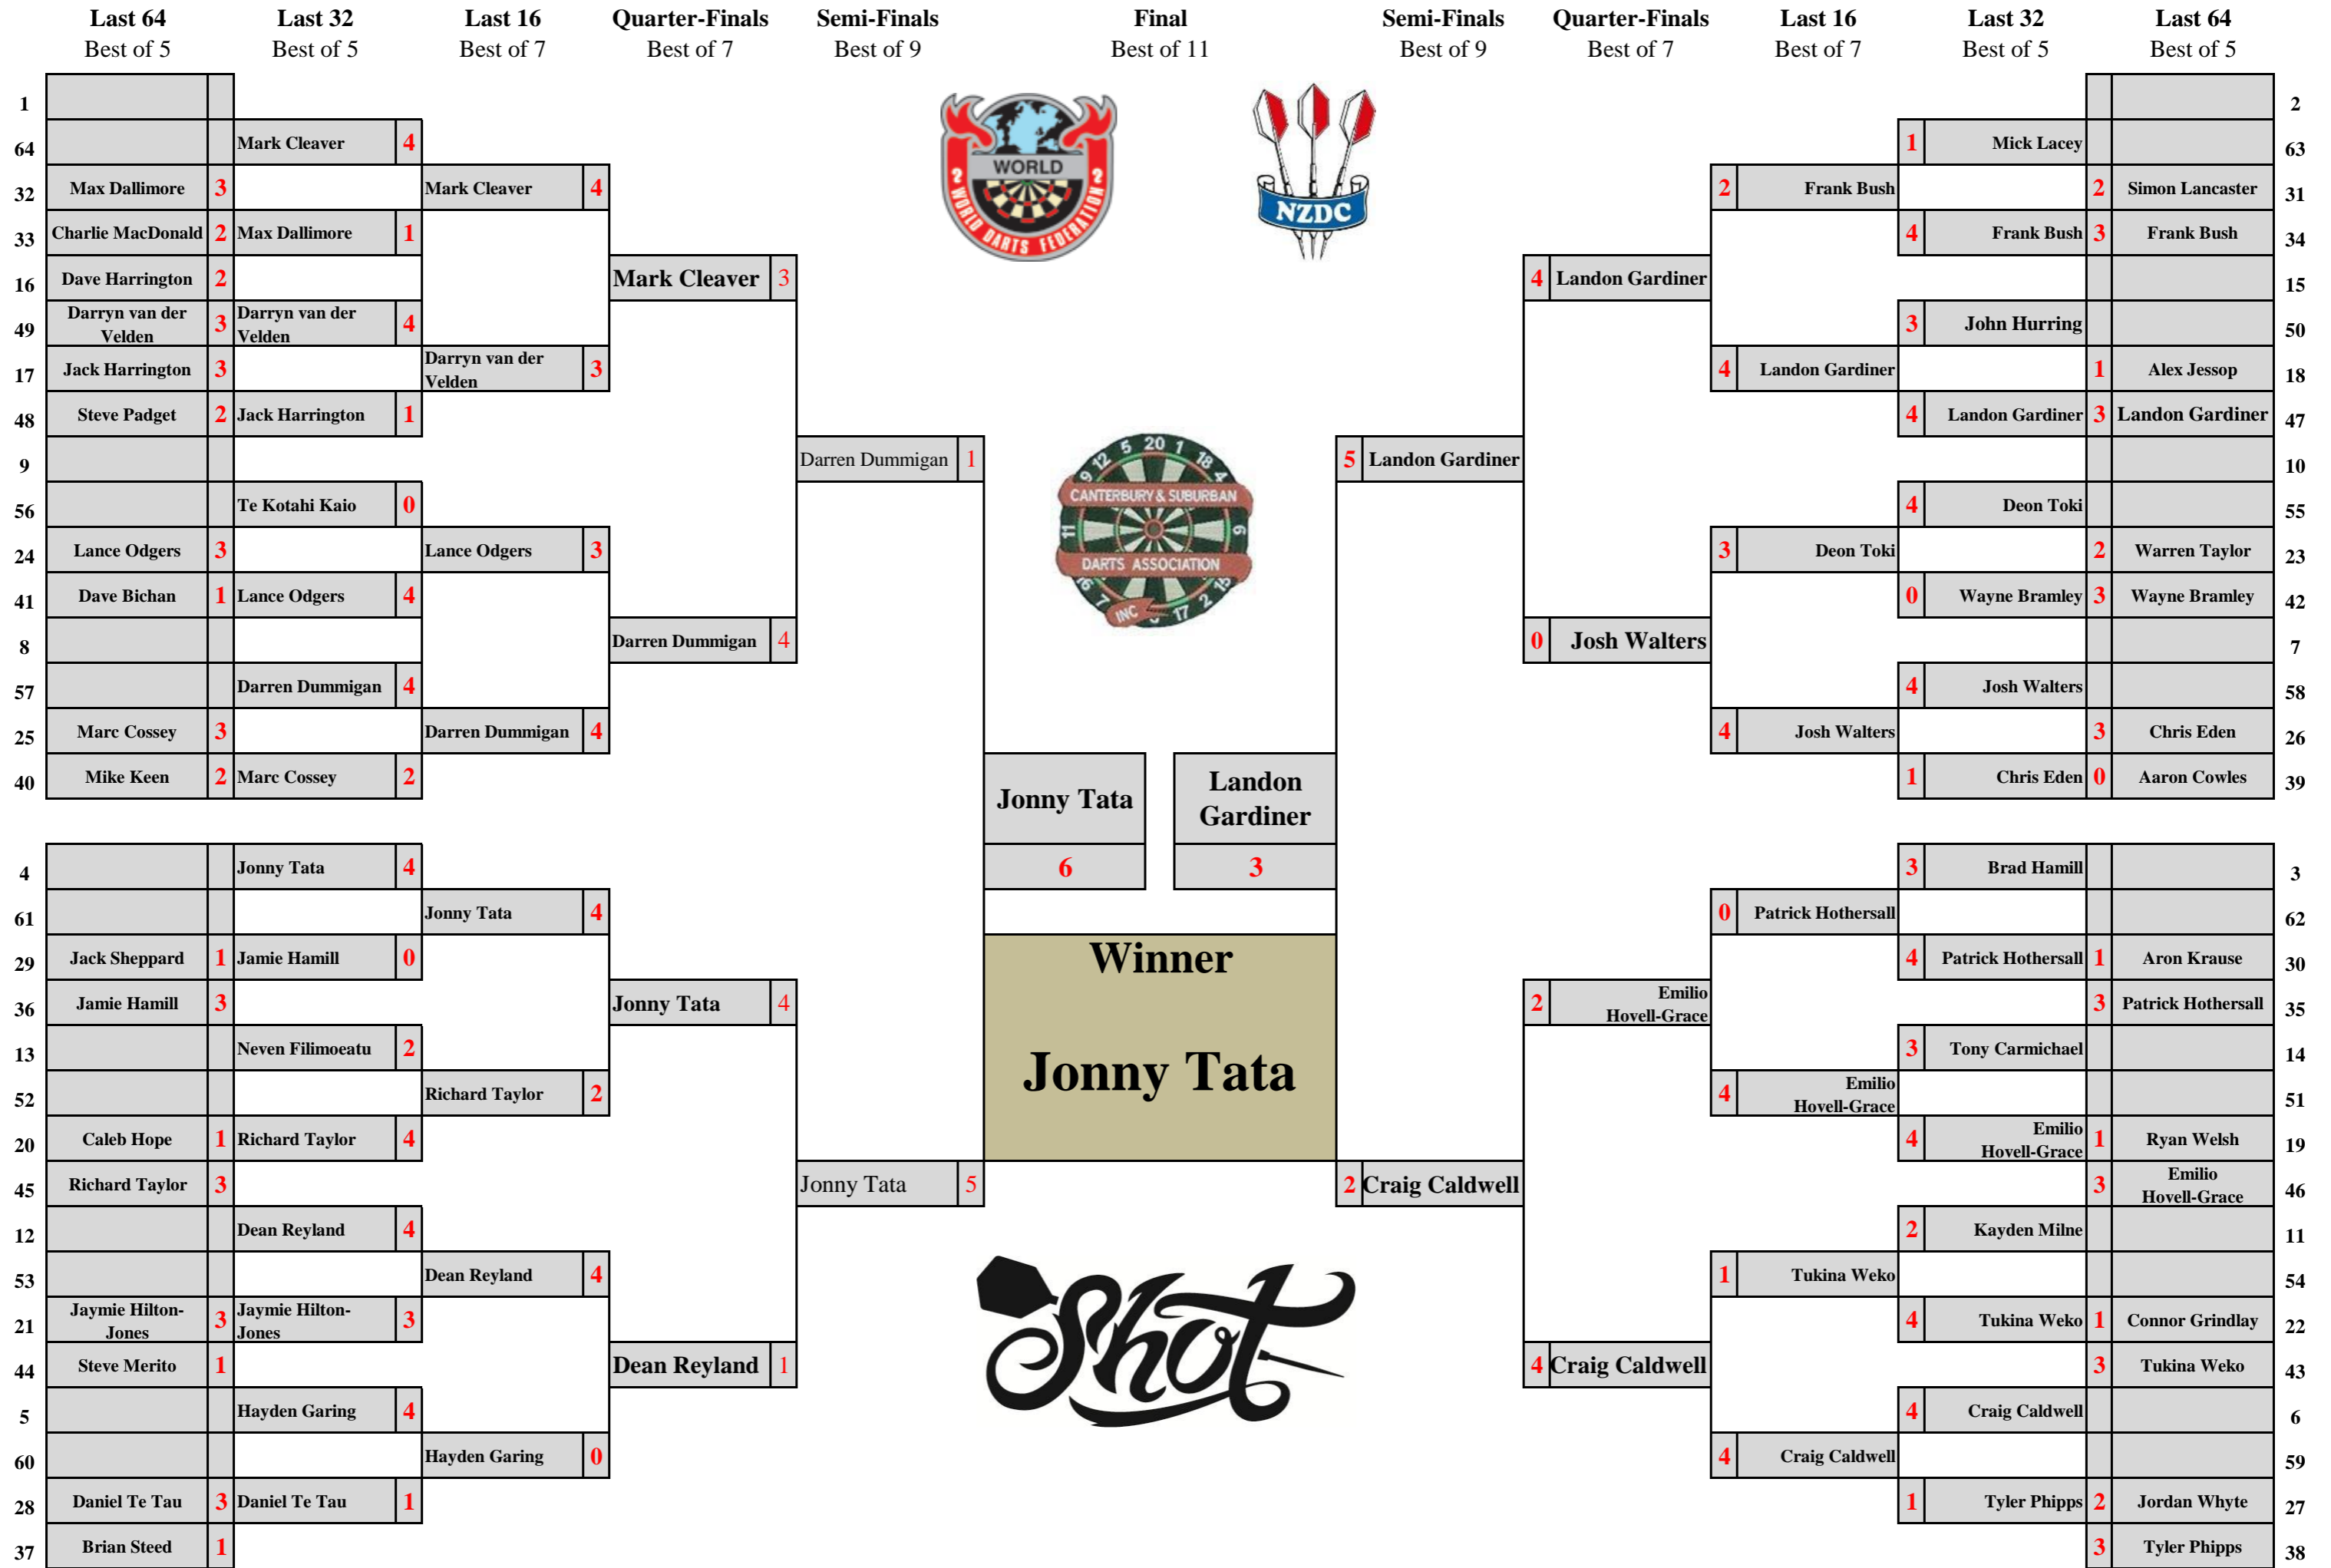 Last 64 Last 32 Last 16 Quarter-Finals Semi-Finals Final Semi-Finals Quarter-Finals Last 16 Last 32 Last 64
Best of 5 Best of 5 Best of 7 Best of 7 Best of 9 Best of 11 Best of 9 Best of 7 Best of 7 Best of 5 Best of 5
1 2
64 Mark Cleaver 4 1 Mick Lacey 63
WORLD
2 WORLD DARTS FEDERATION 2
NZDC
32 Max Dallimore 3 Mark Cleaver 4 2 Frank Bush 2 Simon Lancaster 31
33 Charlie MacDonald 2 Max Dallimore 1 4 Frank Bush 3 Frank Bush 34
16 Dave Harrington 2 Mark Cleaver 3 4 Landon Gardiner 15
49 Darryn van der Velden 3 Darryn van der Velden 4 3 John Hurring 50
17 Jack Harrington 3 Darryn van der Velden 3 4 Landon Gardiner 1 Alex Jessop 18
48 Steve Padget 2 Jack Harrington 1 4 Landon Gardiner 3 Landon Gardiner 47
9 Darren Dummigan 1 5 Landon Gardiner 10
5 20 1 18 4
9 12
CANTERBURY & SUBURBAN
11 6
DARTS ASSOCIATION
16 7 INC 17 2 15
56 Te Kotahi Kaio 0 4 Deon Toki 55
24 Lance Odgers 3 Lance Odgers 3 3 Deon Toki 2 Warren Taylor 23
41 Dave Bichan 1 Lance Odgers 4 0 Wayne Bramley 3 Wayne Bramley 42
8 Darren Dummigan 4 0 Josh Walters 7
57 Darren Dummigan 4 4 Josh Walters 58
25 Marc Cossey 3 Darren Dummigan 4 4 Josh Walters 3 Chris Eden 26
40 Mike Keen 2 Marc Cossey 2 Jonny Tata Landon Gardiner 1 Chris Eden 0 Aaron Cowles 39
4 Jonny Tata 4 6 3 3 Brad Hamill 3
61 Jonny Tata 4 0 Patrick Hothersall 62
29 Jack Sheppard 1 Jamie Hamill 0 Winner 4 Patrick Hothersall 1 Aron Krause 30
36 Jamie Hamill 3 Jonny Tata 4 2 Emilio Hovell-Grace 3 Patrick Hothersall 35
13 Neven Filimoeatu 2 Jonny Tata 3 Tony Carmichael 14
52 Richard Taylor 2 4 Emilio Hovell-Grace 51
20 Caleb Hope 1 Richard Taylor 4 4 Emilio Hovell-Grace 1 Ryan Welsh 19
45 Richard Taylor 3 Jonny Tata 5 2 Craig Caldwell 3 Emilio Hovell-Grace 46
12 Dean Reyland 4 2 Kayden Milne 11
53 Dean Reyland 4 1 Tukina Weko 54
21 Jaymie Hilton-Jones 3 Jaymie Hilton-Jones 3 Shot 4 Tukina Weko 1 Connor Grindlay 22
44 Steve Merito 1 Dean Reyland 1 4 Craig Caldwell 3 Tukina Weko 43
5 Hayden Garing 4 4 Craig Caldwell 6
60 Hayden Garing 0 4 Craig Caldwell 59
28 Daniel Te Tau 3 Daniel Te Tau 1 1 Tyler Phipps 2 Jordan Whyte 27
37 Brian Steed 1 3 Tyler Phipps 38